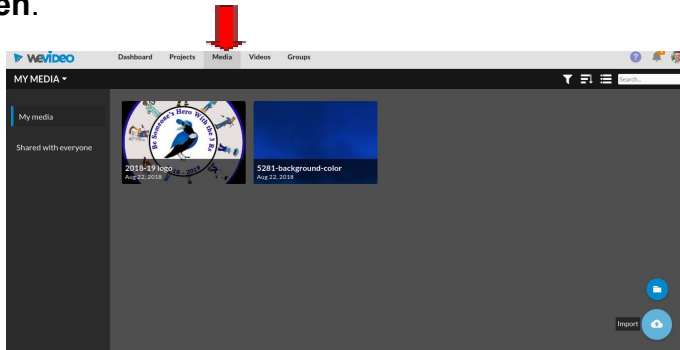 en.
WeVIDEO Dashboard Projects Media Videos Groups ?
MY MEDIA Search...
My media
Shared with everyone
Be Someone's Hero With the 3 Rs
2018-19 logo
Aug 22, 2018
5281-background-color
Aug 22, 2018
Import